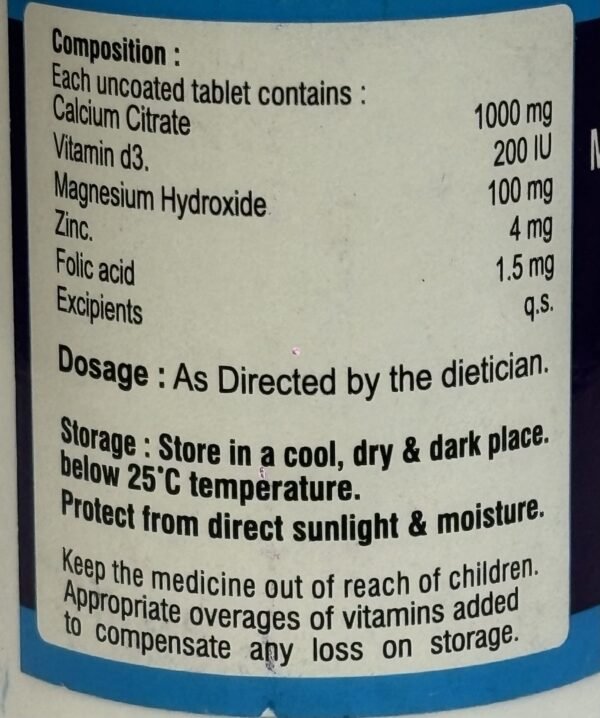 Composition :
Each uncoated tablet contains :
Calcium Citrate 1000 mg
Vitamin d3. 200 IU
Magnesium Hydroxide 100 mg
Zinc. 4 mg
Folic acid 1.5 mg
Excipients q.s.
Dosage : As Directed by the dietician.
Storage : Store in a cool, dry & dark place.
below 25°C temperature.
Protect from direct sunlight & moisture.
Keep the medicine out of reach of children.
Appropriate overages of vitamins added
to compensate any loss on storage.